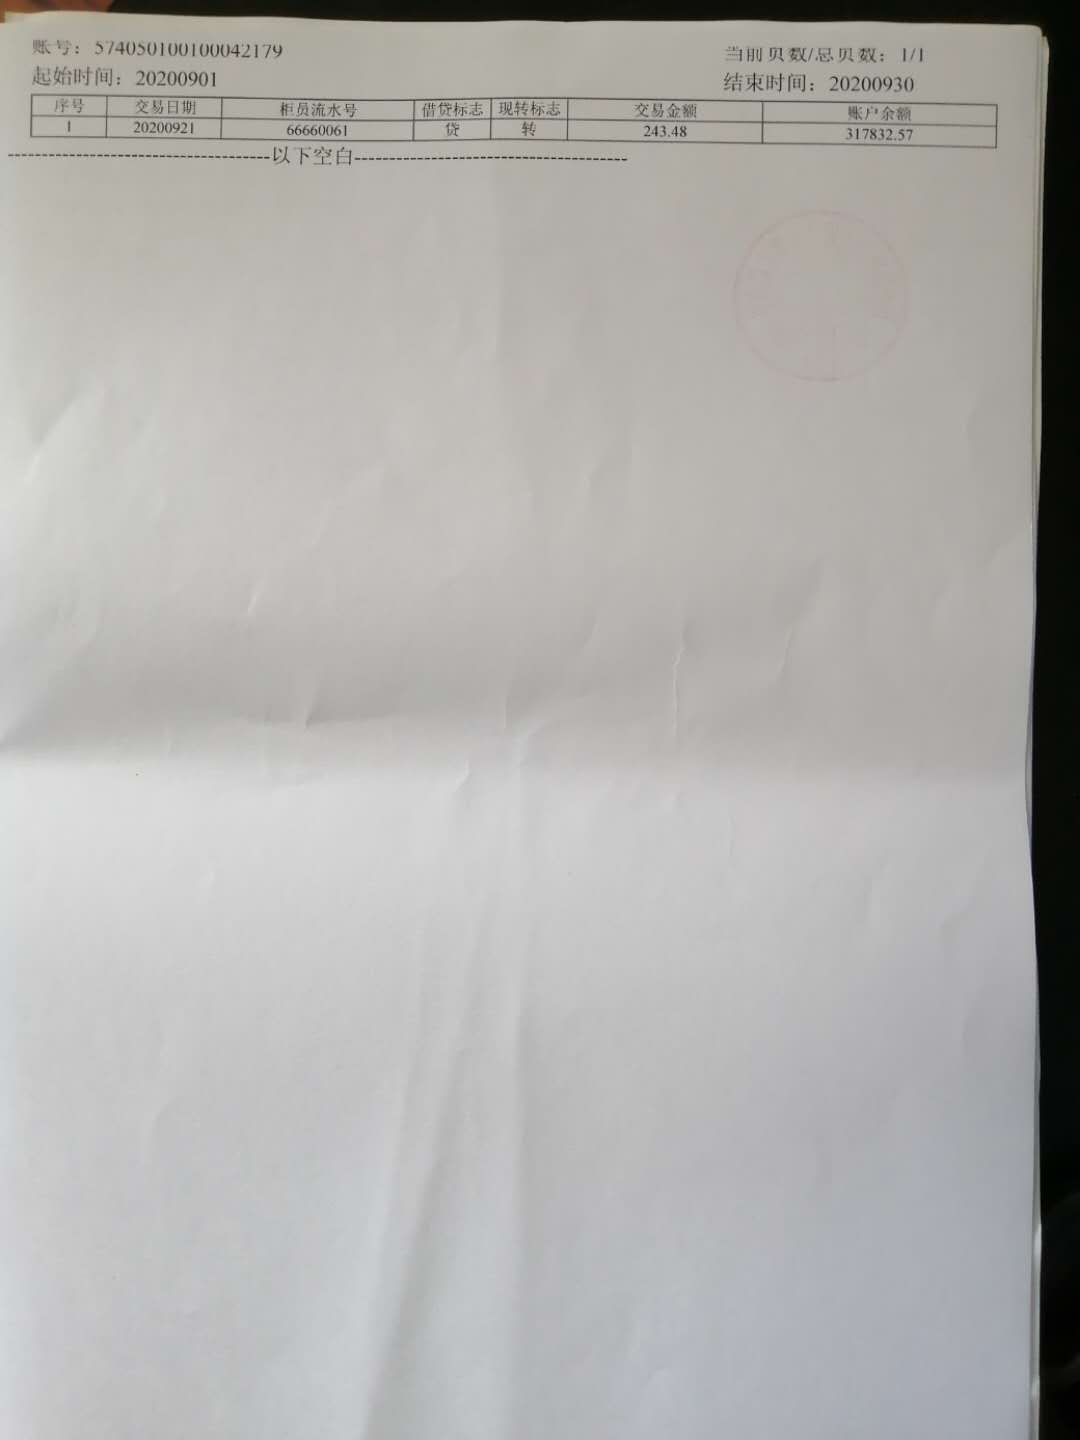 账号：574050100100042179 当前页数/总页数：1/1
起始时间：20200901 结束时间：20200930
序号 交易日期 柜员流水号 借贷标志 现转标志 交易金额 账户余额
1 20200921 66660061 贷 转 243.48 317832.57
---------------------------------------以下空白----------------------------------------